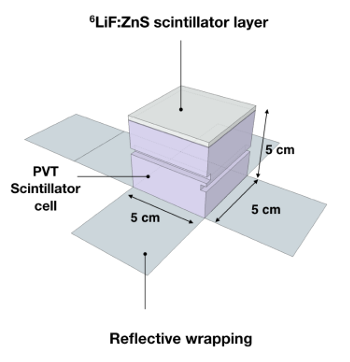 ⁶LiF:ZnS scintillator layer
5 cm
PVT
Scintillator
cell
5 cm
5 cm
Reflective wrapping